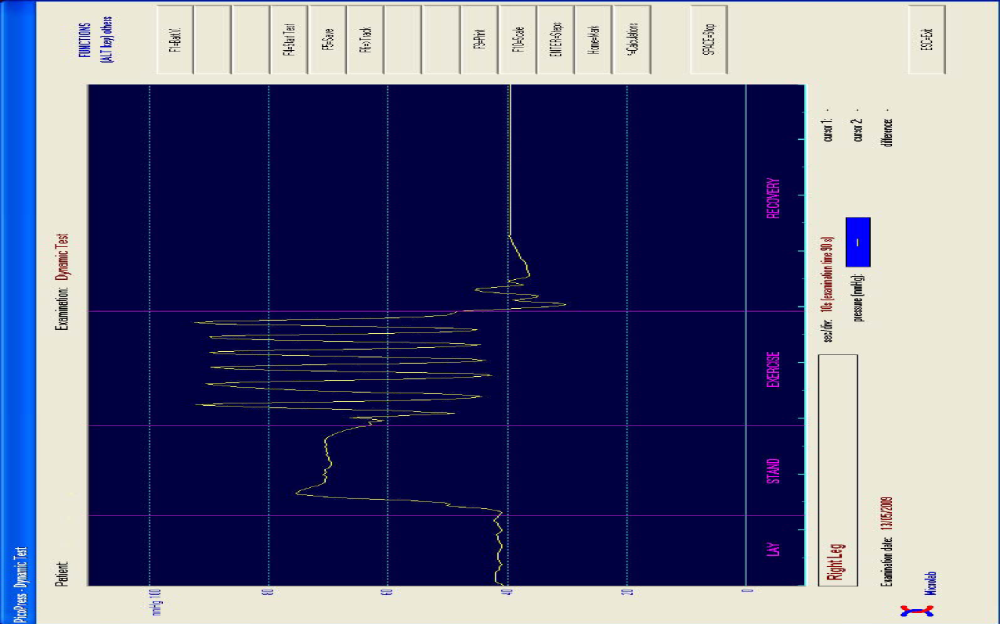 PicoPress - Dynamic Test
Patient:
Examination: Dynamic Test
FUNCTIONS
(ALT key) others
F1=Batt.V.
F4=Start Test
F5=Save
F6=>Track
F9=Print
F10=Scale
ENTER=Steps
Home=Mark
*=Calculations
SPACE=Stop
ESC=Exit
mmHg 100
80
60
40
20
0
LAY
STAND
EXERCISE
RECOVERY
Right Leg
sec/div: 10s (examination time 90 s)
cursor 1: -
pressure (mmHg): --
cursor 2: -
Examination date: 13/05/2009
difference: -
Microlab